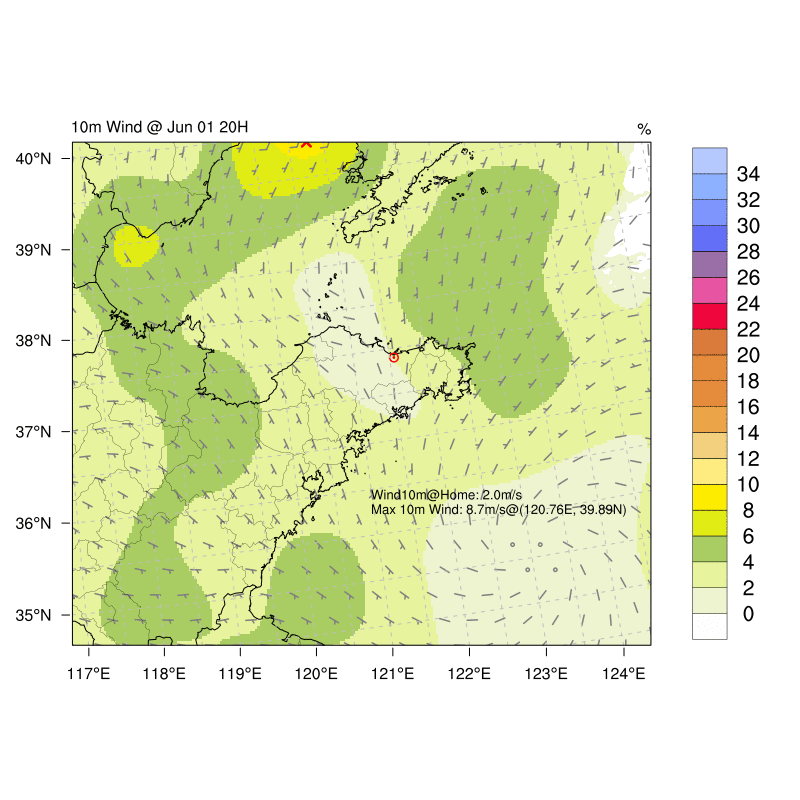 10m Wind @ Jun 01 20H
%
40°N
39°N
38°N
37°N
36°N
35°N
117°E 118°E 119°E 120°E 121°E 122°E 123°E 124°E
Wind10m@Home: 2.0m/s
Max 10m Wind: 8.7m/s@(120.76E, 39.89N)
34
32
30
28
26
24
22
20
18
16
14
12
10
8
6
4
2
0